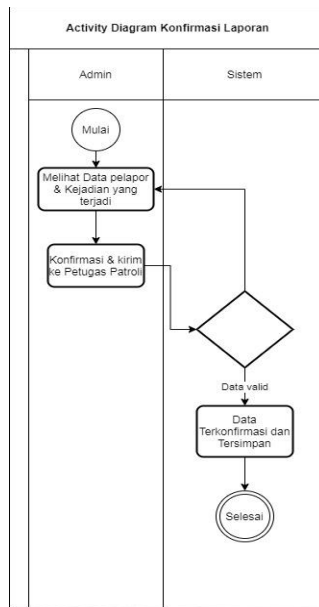 Activity Diagram Konfirmasi Laporan
Admin
Sistem
Mulai
Melihat Data pelapor
& Kejadian yang
terjadi
Konfirmasi & kirim
ke Petugas Patroli
Data valid
Data
Terkonfirmasi dan
Tersimpan
Selesai